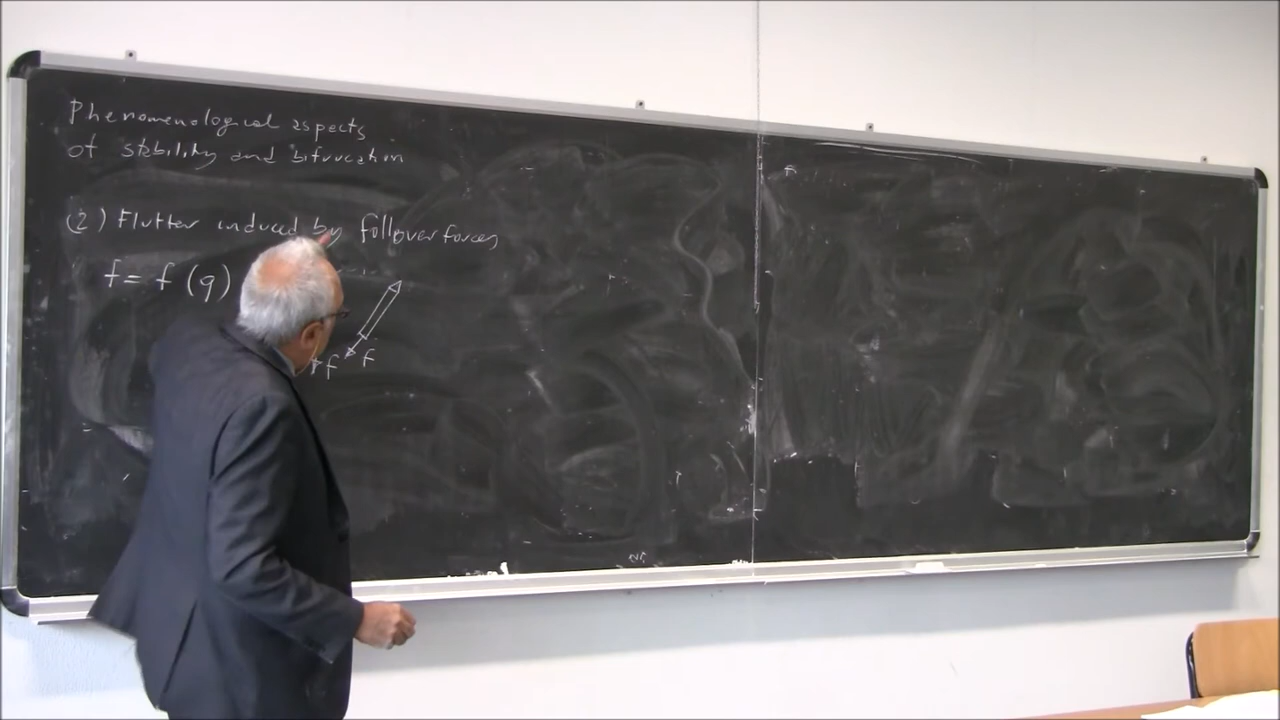 Phenomenological aspects
of stability and bifurcation
(2) Flutter induced by follower forces
f = f (q)
f
f